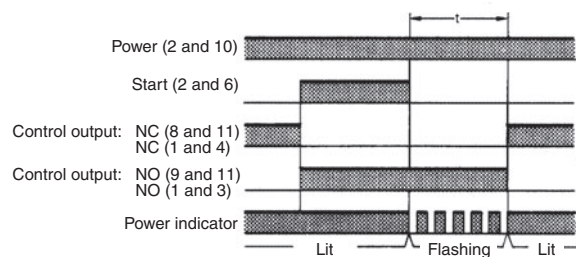 t
Power (2 and 10)
Start (2 and 6)
Control output: NC (8 and 11)
NC (1 and 4)
Control output: NO (9 and 11)
NO (1 and 3)
Power indicator
Lit Flashing Lit